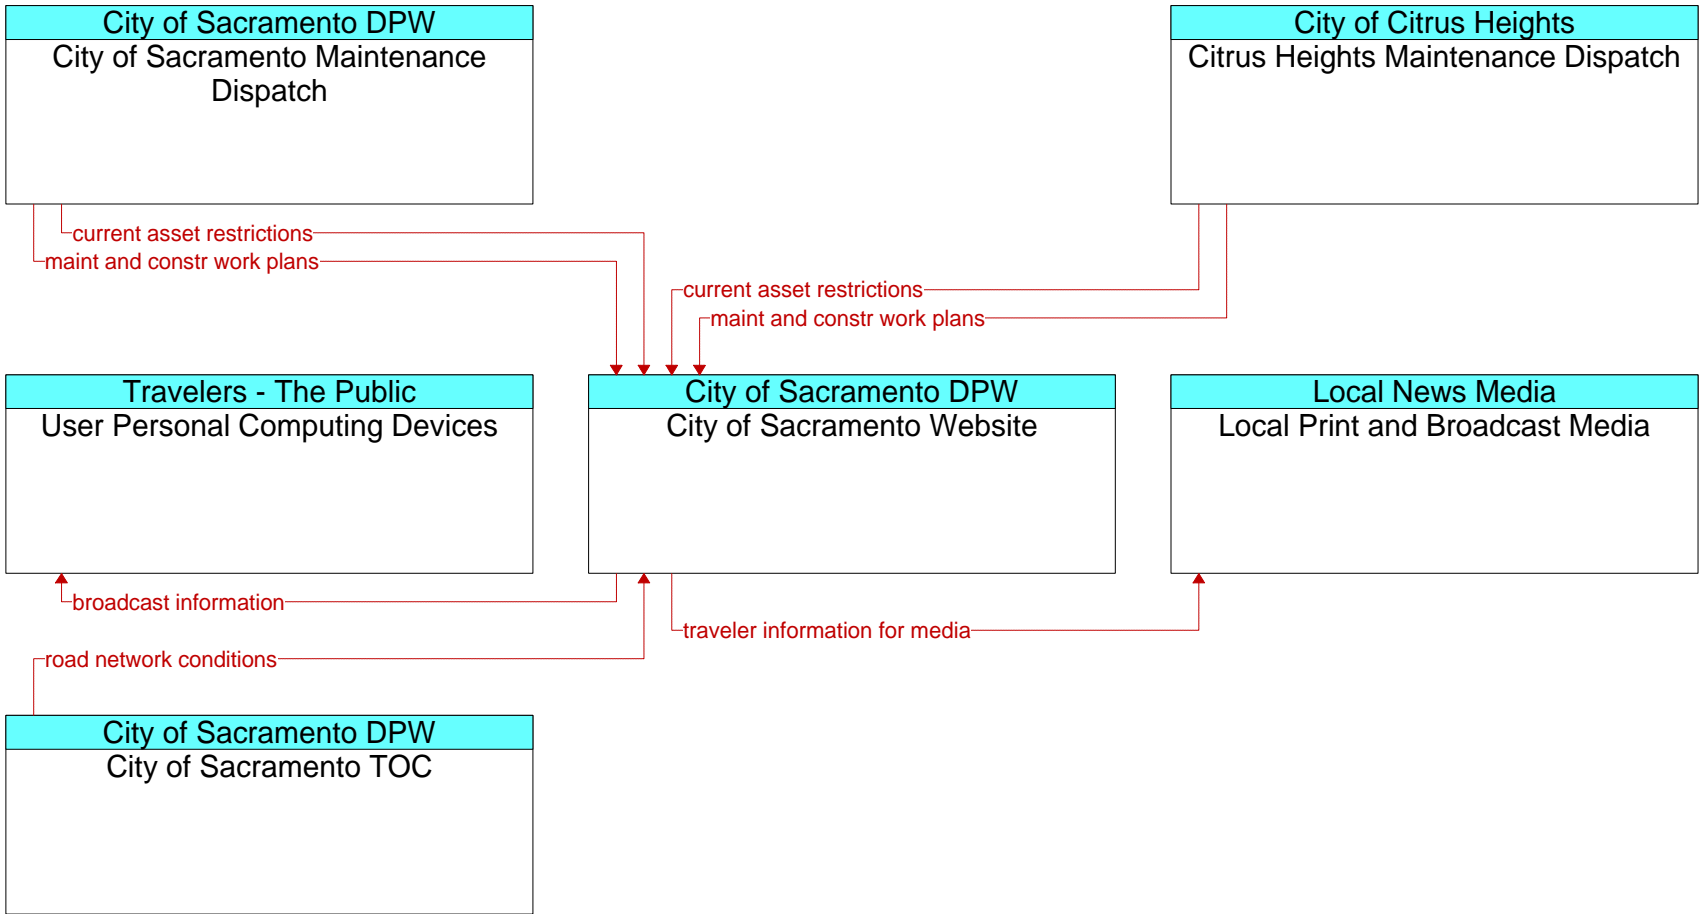 City of Sacramento DPW
City of Sacramento Maintenance
Dispatch
City of Citrus Heights
Citrus Heights Maintenance Dispatch
current asset restrictions
maint and constr work plans
current asset restrictions
maint and constr work plans
Travelers - The Public
User Personal Computing Devices
City of Sacramento DPW
City of Sacramento Website
Local News Media
Local Print and Broadcast Media
broadcast information
traveler information for media
road network conditions
City of Sacramento DPW
City of Sacramento TOC